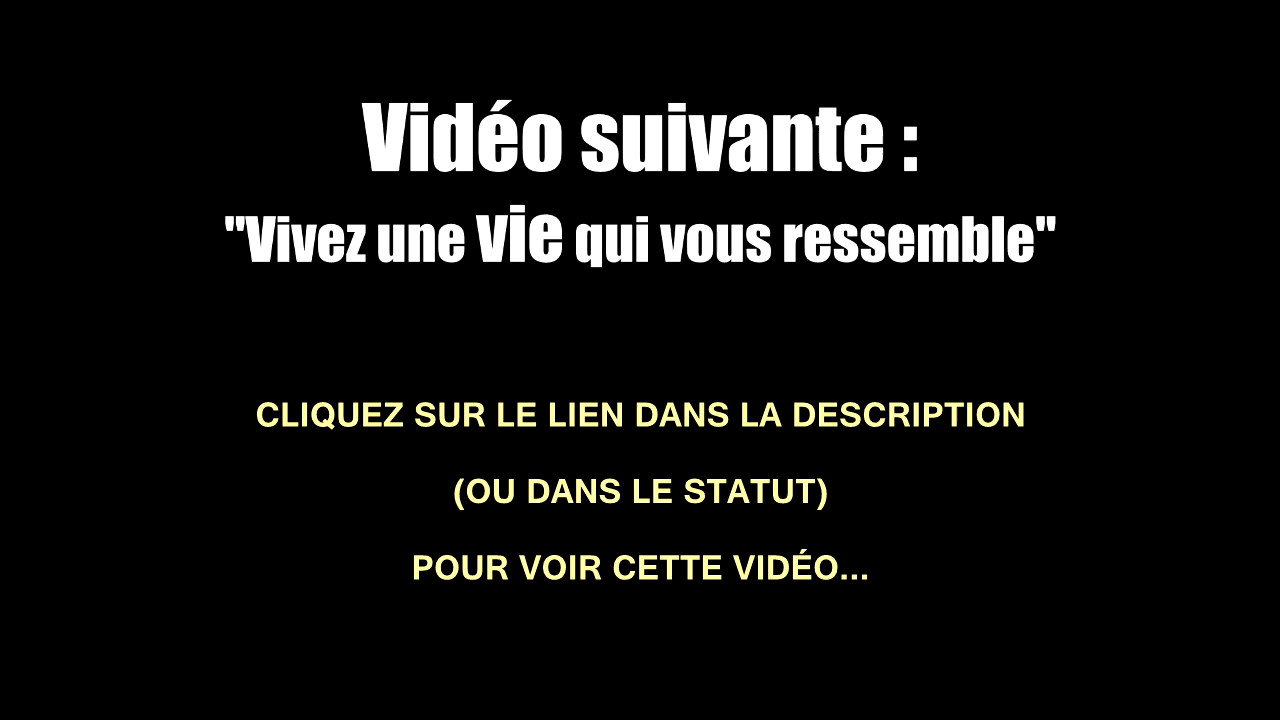 Vidéo suivante :
"Vivez une vie qui vous ressemble"
CLIQUEZ SUR LE LIEN DANS LA DESCRIPTION
(OU DANS LE STATUT)
POUR VOIR CETTE VIDÉO...